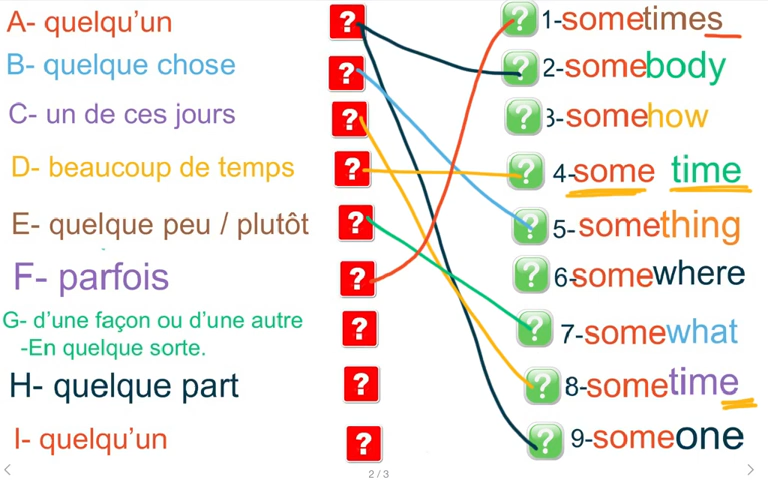 A- quelqu'un
1-sometimes
B- quelque chose
2-somebody
C- un de ces jours
3-somehow
D- beaucoup de temps
4-some time
E- quelque peu / plutôt
5-something
F- parfois
6-somewhere
G- d'une façon ou d'une autre
-En quelque sorte.
7-somewhat
H- quelque part
8-sometime
I- quelqu'un
9-someone
2/3